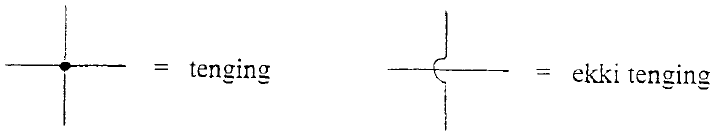 = tenging = ekki tenging